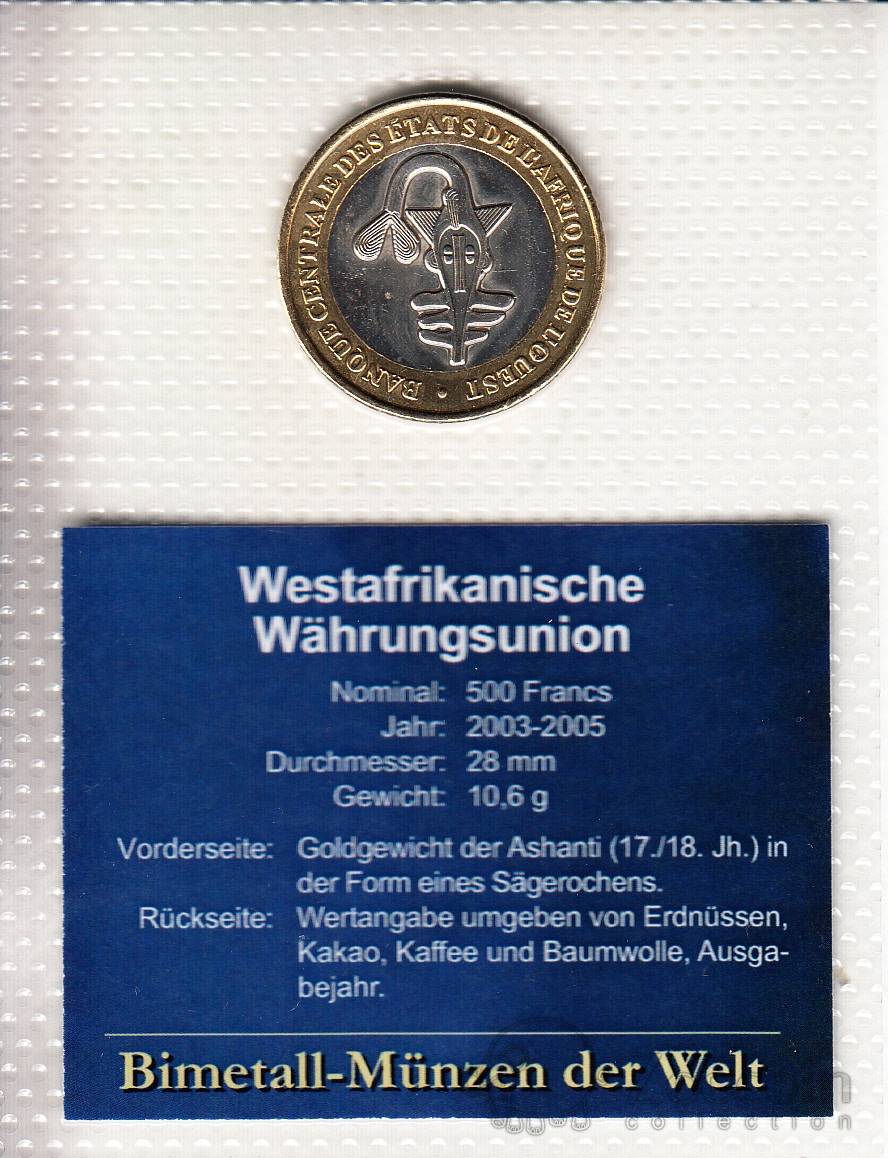 BANQUE CENTRALE DES ÉTATS DE L'AFRIQUE DE L'OUEST •
Westafrikanische
Währungsunion
Nominal: 500 Francs
Jahr: 2003-2005
Durchmesser: 28 mm
Gewicht: 10,6 g
Vorderseite: Goldgewicht der Ashanti (17./18. Jh.) in
der Form eines Sägerochens.
Rückseite: Wertangabe umgeben von Erdnüssen,
Kakao, Kaffee und Baumwolle, Ausga-
bejahr.
Bimetall-Münzen der Welt
collection